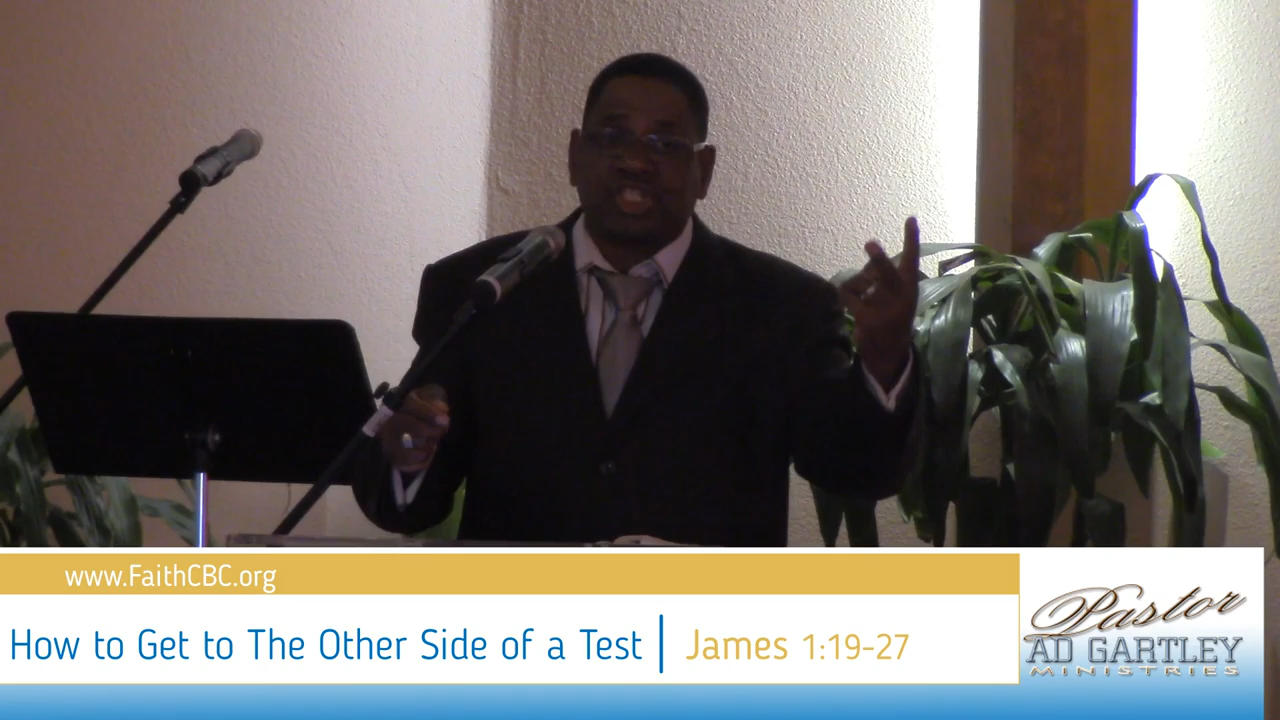 www.FaithCBC.org
How to Get to The Other Side of a Test | James 1:19-27
Pastor
AD GARTLEY
MINISTRIES